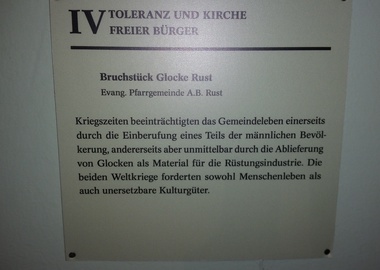 IV TOLERANZ UND KIRCHE
FREIER BÜRGER
Bruchstück Glocke Rust
Evang. Pfarrgemeinde A.B. Rust
Kriegszeiten beeinträchtigten das Gemeindeleben einerseits
durch die Einberufung eines Teils der männlichen Bevöl-
kerung, andererseits aber unmittelbar durch die Ablieferung
von Glocken als Material für die Rüstungsindustrie. Die
beiden Weltkriege forderten sowohl Menschenleben als
auch unersetzbare Kulturgüter.